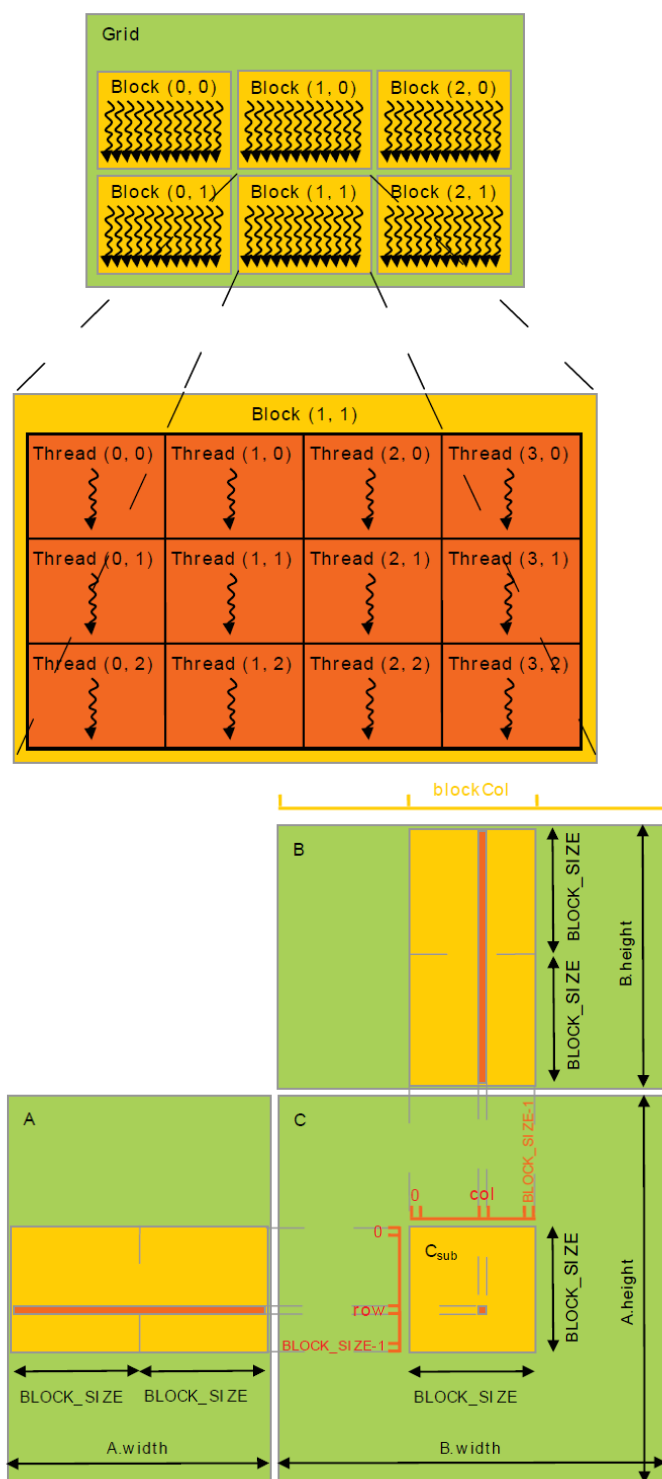 Grid
Block (0, 0) Block (1, 0) Block (2, 0)
Block (0, 1) Block (1, 1) Block (2, 1)
Block (1, 1)
Thread (0, 0) Thread (1, 0) Thread (2, 0) Thread (3, 0)
Thread (0, 1) Thread (1, 1) Thread (2, 1) Thread (3, 1)
Thread (0, 2) Thread (1, 2) Thread (2, 2) Thread (3, 2)
blockCol
B
BLOCK_SIZE
BLOCK_SIZE
B.height
A
C
BLOCK_SIZE-1
0 col
0
Csub
row
BLOCK_SIZE-1
BLOCK_SIZE
A.height
BLOCK_SIZE BLOCK_SIZE
BLOCK_SIZE
A.width
B.width